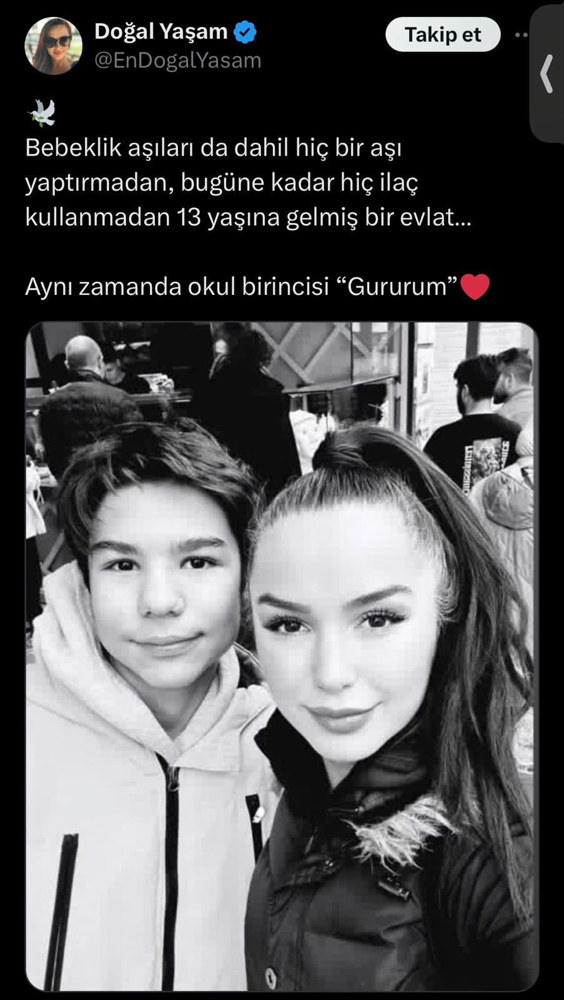 Doğal Yaşam
Takip et
@EnDogalYasam
Bebeklik aşıları da dahil hiç bir aşı
yaptırmadan, bugüne kadar hiç ilaç
kullanmadan 13 yaşına gelmiş bir evlat...
Aynı zamanda okul birincisi “Gururum”